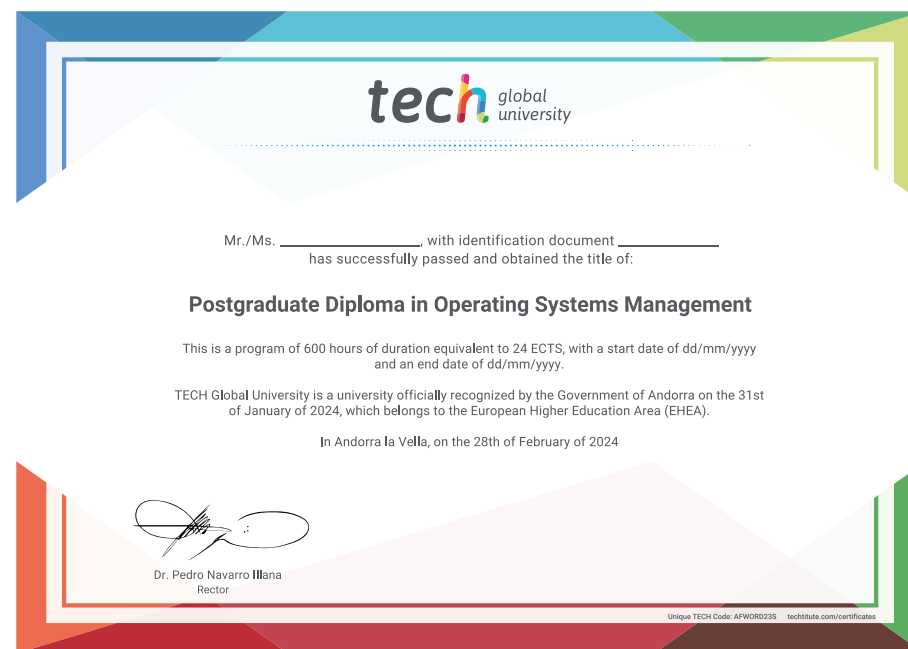 tech global university
Mr./Ms. ____________________, with identification document ______________
has successfully passed and obtained the title of:
Postgraduate Diploma in Operating Systems Management
This is a program of 600 hours of duration equivalent to 24 ECTS, with a start date of dd/mm/yyyy
and an end date of dd/mm/yyyy.
TECH Global University is a university officially recognized by the Government of Andorra on the 31st
of January of 2024, which belongs to the European Higher Education Area (EHEA).
In Andorra la Vella, on the 28th of February of 2024
Dr. Pedro Navarro Illana
Rector
Unique TECH Code: AFWORD23S techtitute.com/certificates